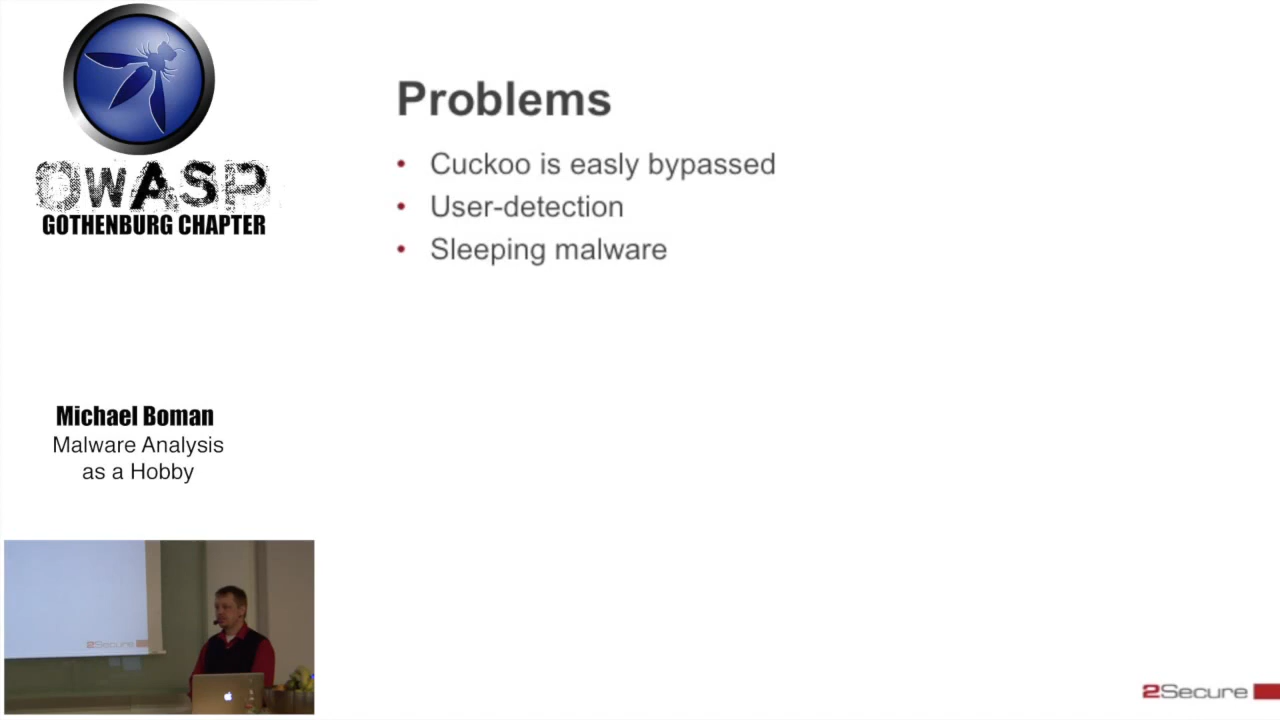 OWASP
GOTHENBURG CHAPTER
Michael Boman
Malware Analysis
as a Hobby
Problems
• Cuckoo is easly bypassed
• User-detection
• Sleeping malware
2Secure
2Secure